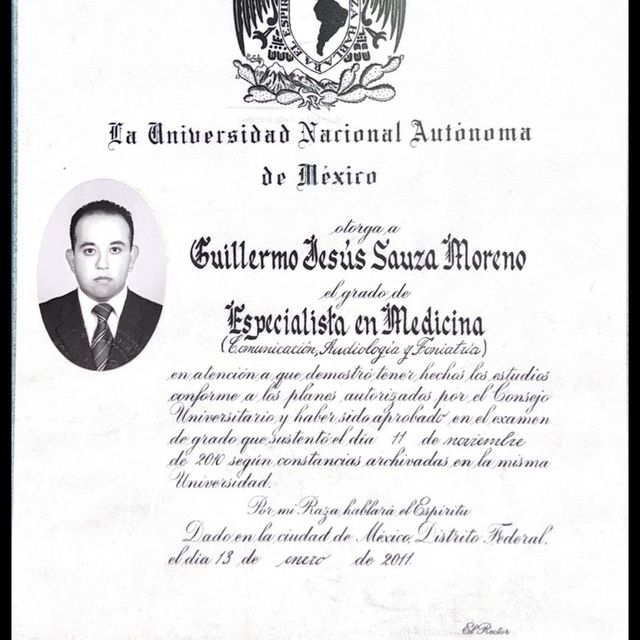 EL ESPIR
ZA HABLARA
La Universidad Nacional Autónoma
de México
otorga a
Guillermo Jesús Sauza Moreno
el grado de
Especialista en Medicina
(Comunicación, Audiología y Foniatría)
en atención a que demostró tener hechos los estudios
conforme a los planes autorizados por el Consejo
Universitario y haber sido aprobado en el examen
de grado que sustentó el día 11 de noviembre
de 2010 según constancias archivadas en la misma
Universidad.
Por mi Raza hablará el Espíritu
Dado en la ciudad de México, Distrito Federal,
el día 13 de enero de 2011.
El Rector